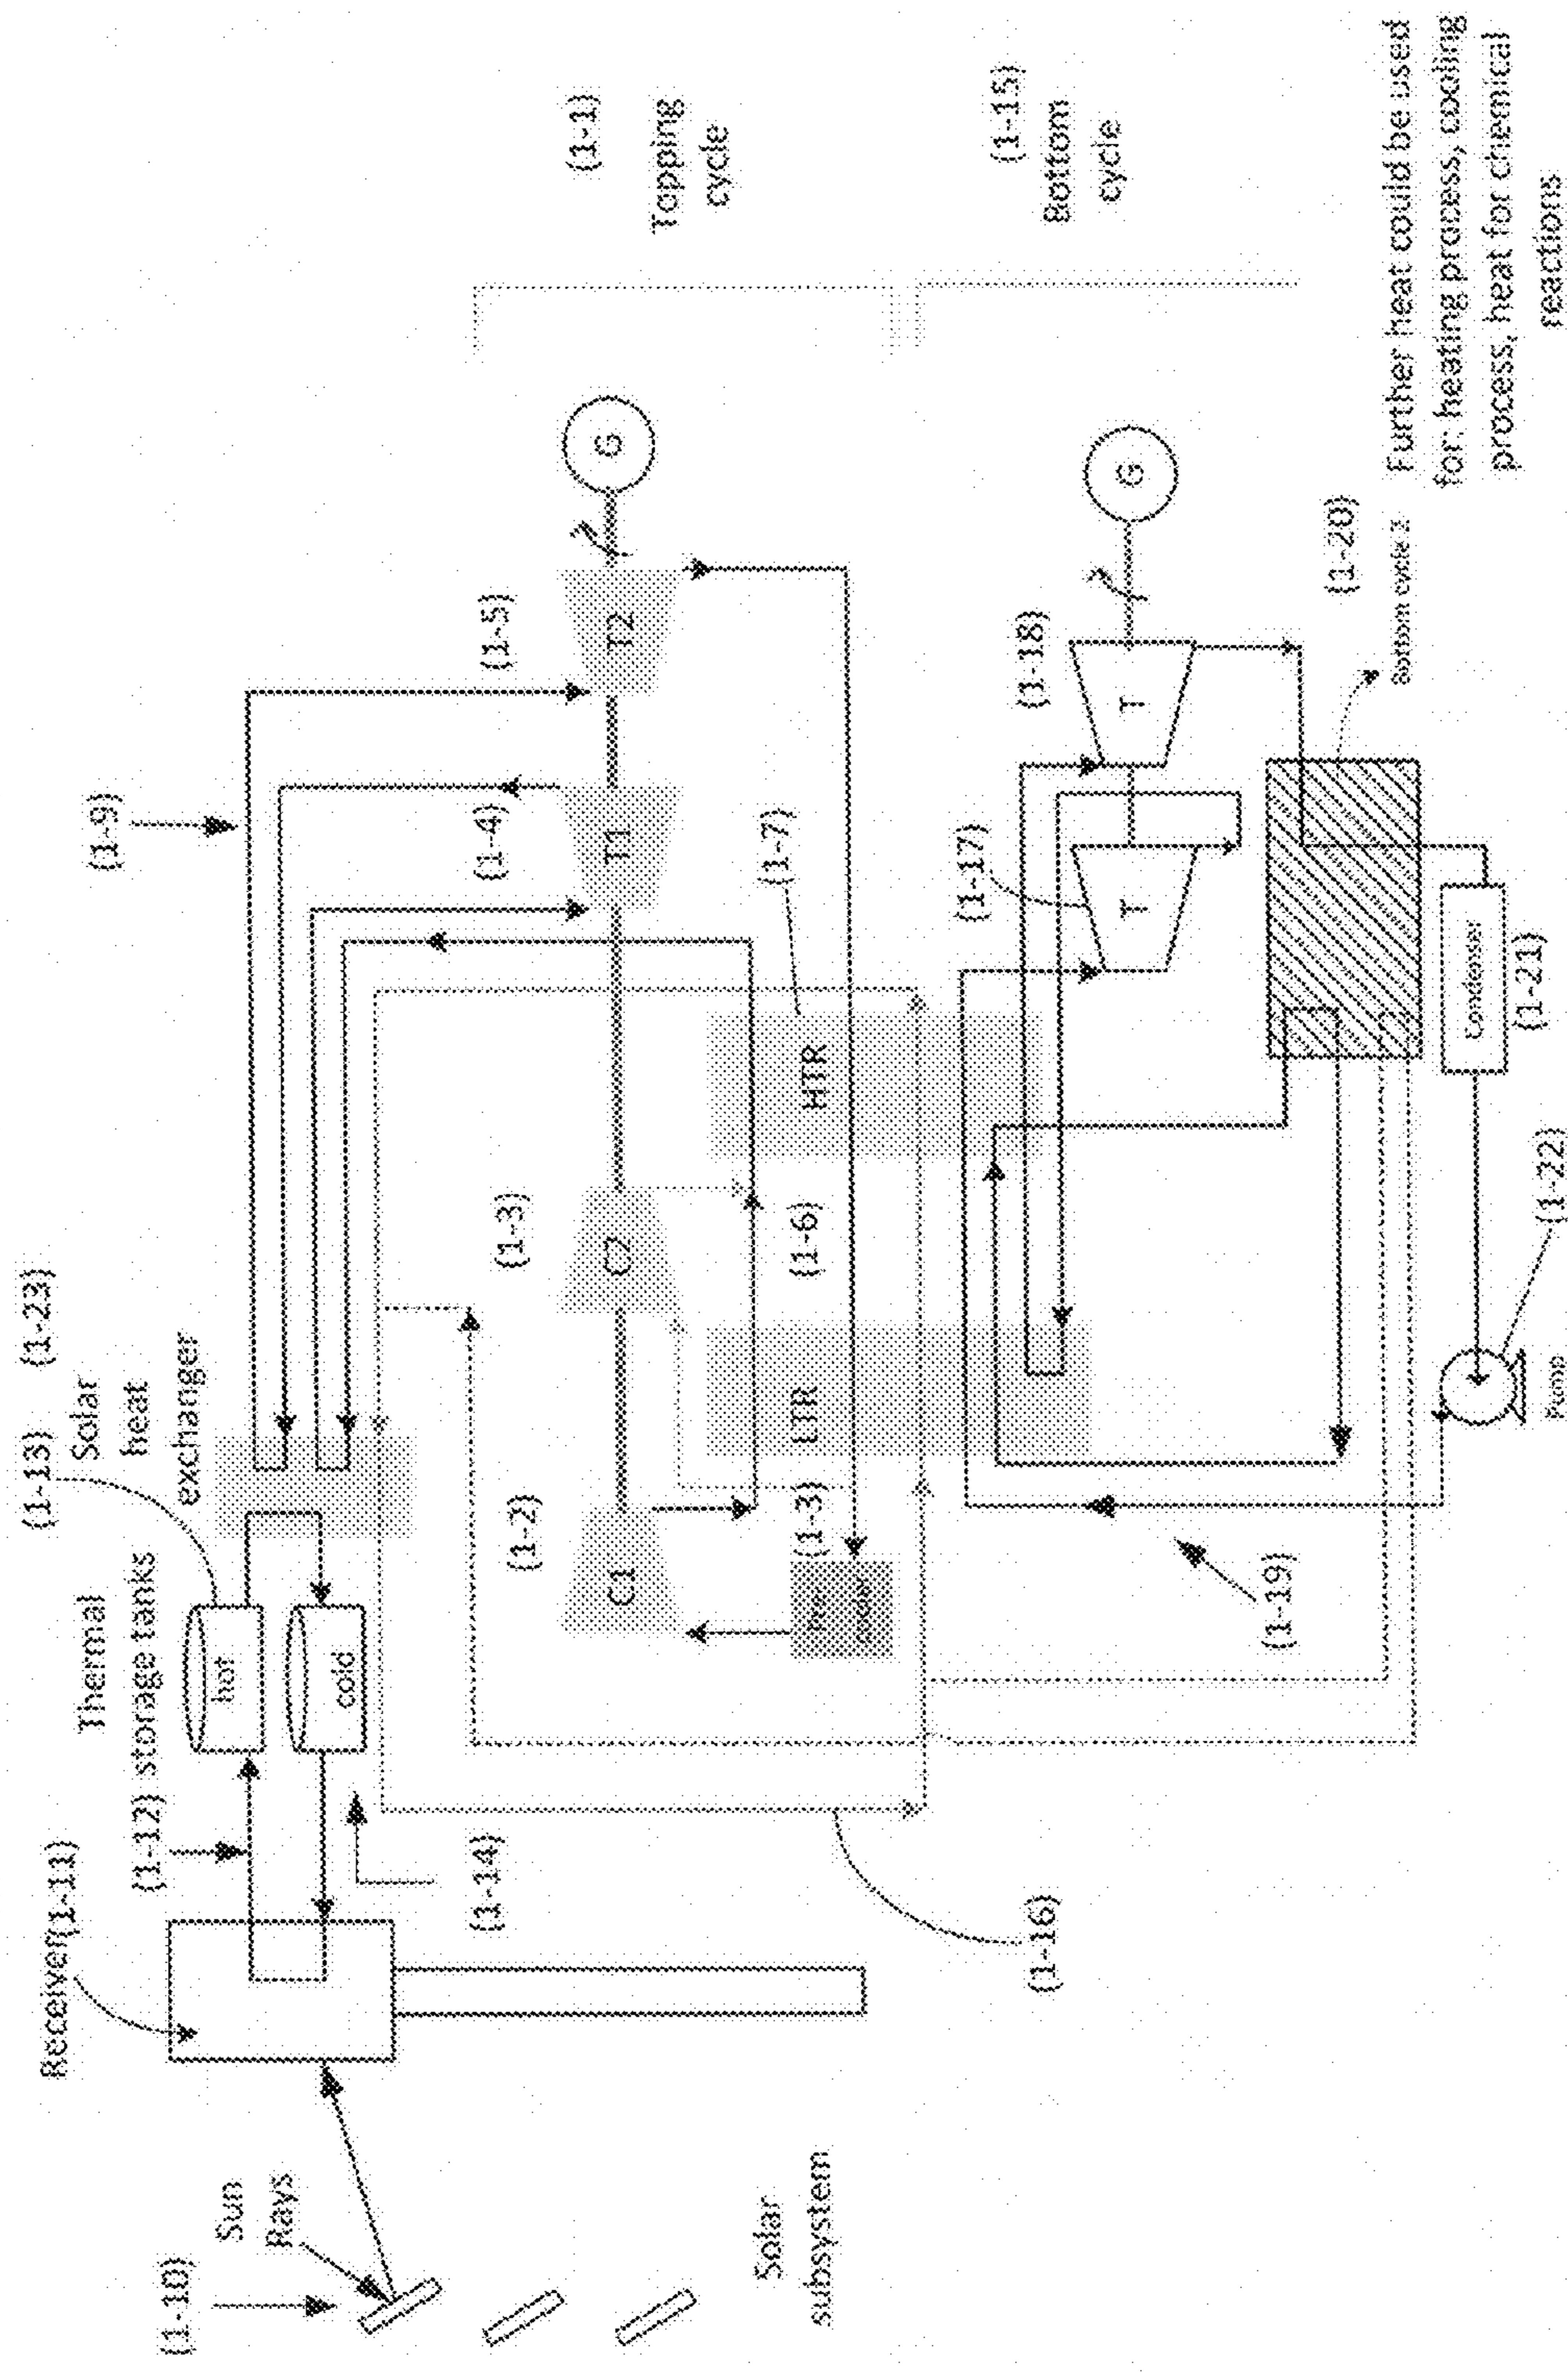 (1-10)
Sun
Rays
Solar
subsystem
Receiver(1-11)
(1-12)
Thermal
storage tanks
hot
cold
(1-14)
(1-13)
(1-23)
Solar
heat
exchanger
(1-9)
(1-2)
C1
(1-3)
C2
(1-4)
T1
(1-5)
T2
G
(1-1)
Topping
cycle
(1-3)
LTR
(1-6)
HTR
(1-7)
(1-16)
(1-19)
(1-17)
T
(1-18)
T
G
(1-15)
Bottom
cycle
(1-20)
Bottom cycle 2
Condenser
(1-21)
(1-22)
Pump
Further heat could be used
for: heating process, cooling
process, heat for chemical
reactions